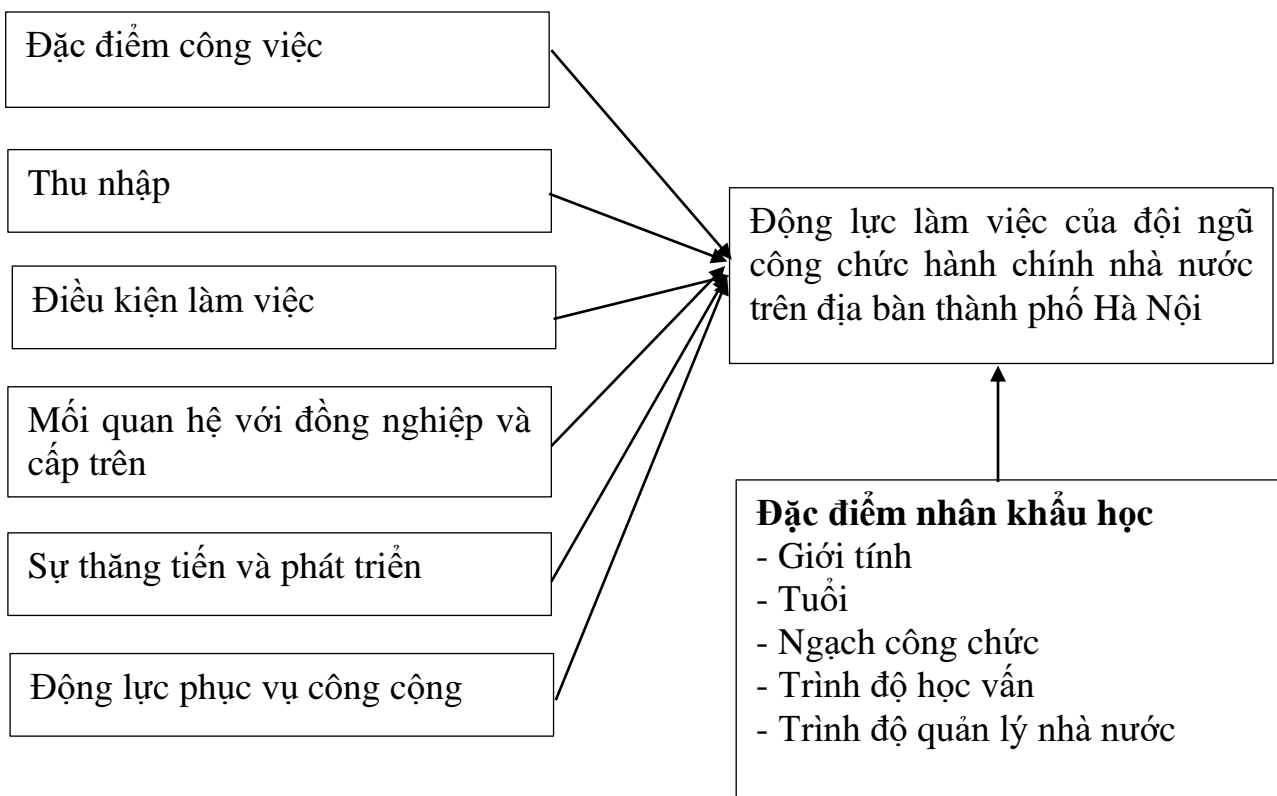 Đặc điểm công việc
Thu nhập
Điều kiện làm việc
Mối quan hệ với đồng nghiệp và
cấp trên
Sự thăng tiến và phát triển
Động lực phục vụ công cộng
Động lực làm việc của đội ngũ
công chức hành chính nhà nước
trên địa bàn thành phố Hà Nội
Đặc điểm nhân khẩu học
- Giới tính
- Tuổi
- Ngạch công chức
- Trình độ học vấn
- Trình độ quản lý nhà nước